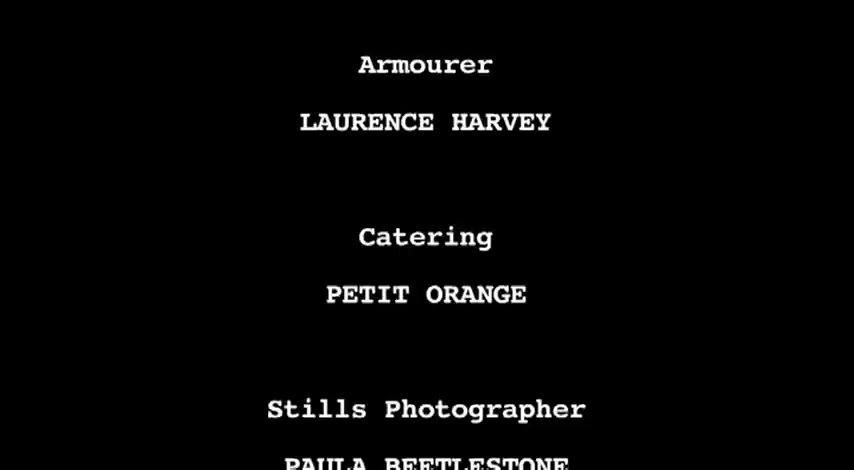 Armourer
LAURENCE HARVEY
Catering
PETIT ORANGE
Stills Photographer
PAULA BEETLESTONE